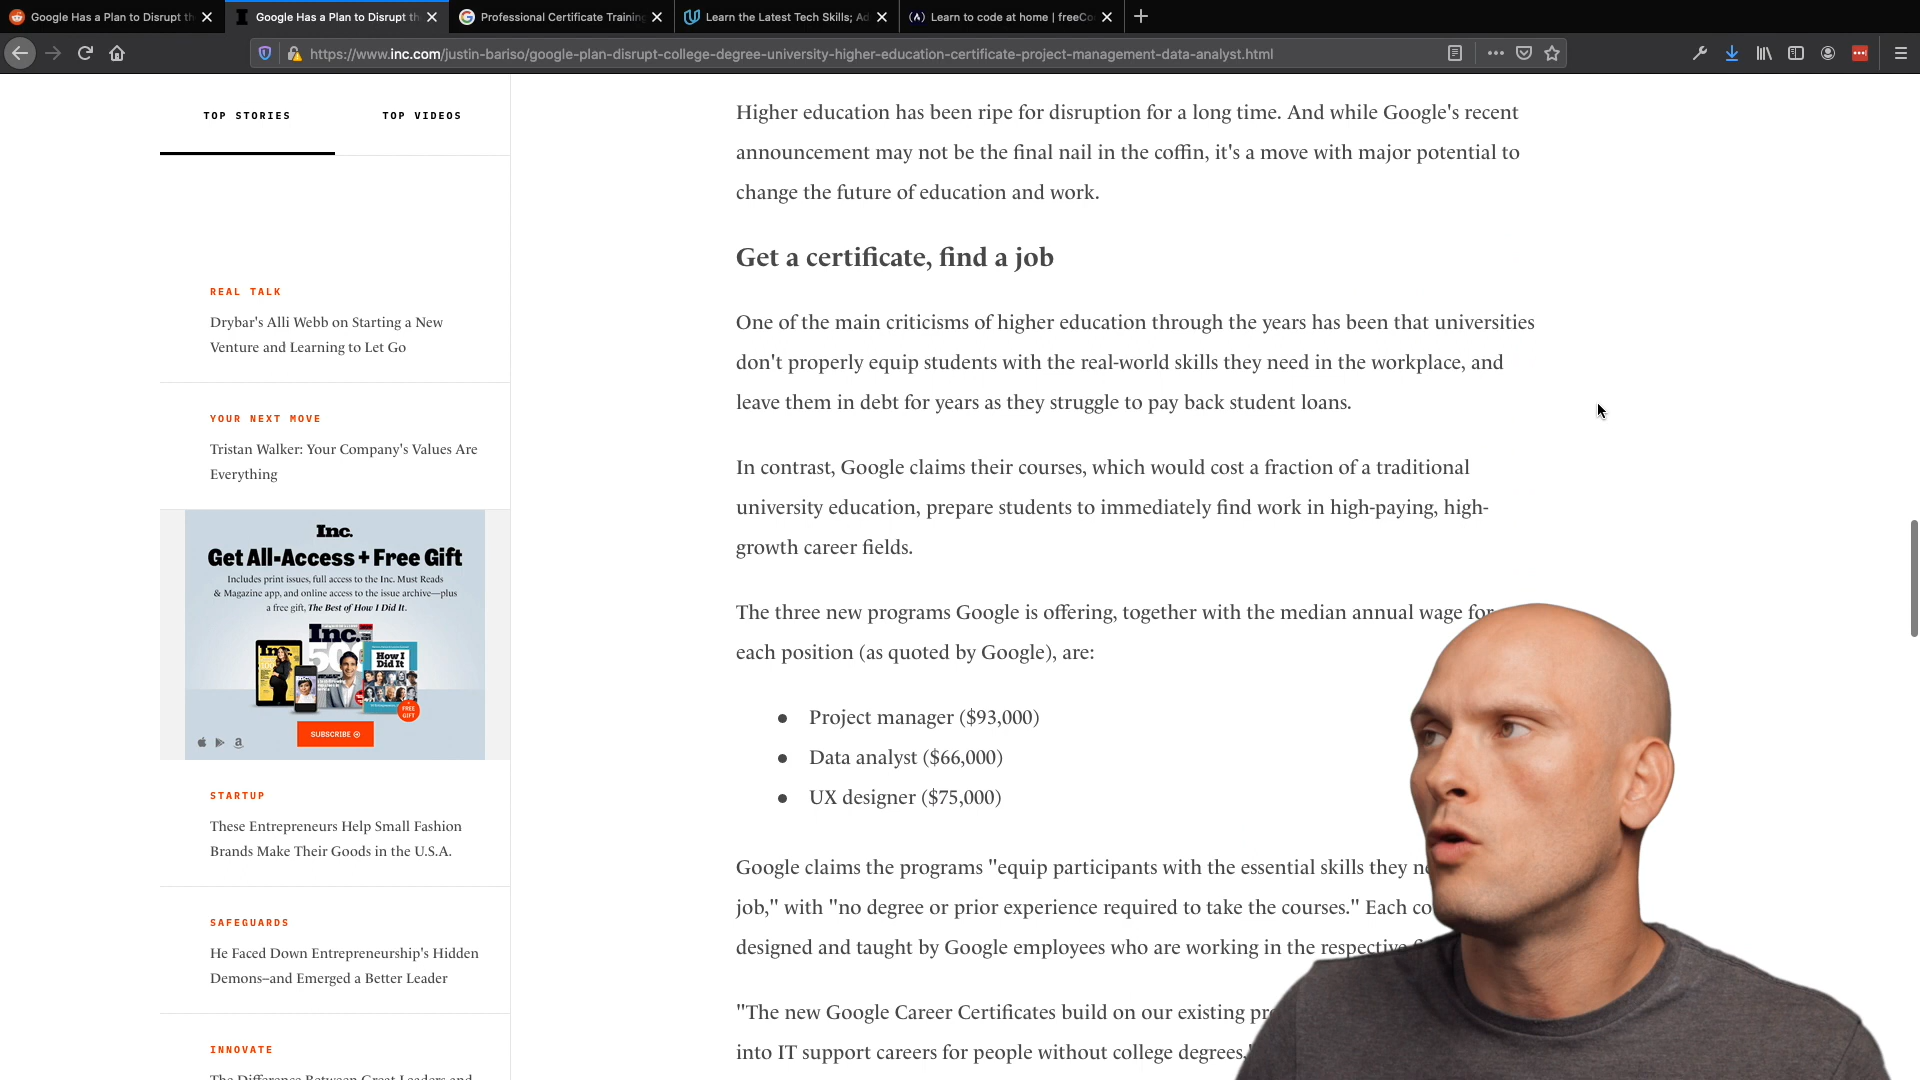 Google Has a Plan to Disrupt th
Google Has a Plan to Disrupt th
Professional Certificate Training
Learn the Latest Tech Skills; Ad
Learn to code at home | freeCo
https://www.inc.com/justin-bariso/google-plan-disrupt-college-degree-university-higher-education-certificate-project-management-data-analyst.html
TOP STORIES
TOP VIDEOS
REAL TALK
Drybar's Alli Webb on Starting a New
Venture and Learning to Let Go
YOUR NEXT MOVE
Tristan Walker: Your Company's Values Are
Everything
Inc.
Get All-Access + Free Gift
Includes print issues, full access to the Inc. Must Reads
& Magazine app, and online access to the issue archive—plus
a free gift, The Best of How I Did It.
Inc.
500
How I
Did It
FREE
GIFT
SUBSCRIBE
STARTUP
These Entrepreneurs Help Small Fashion
Brands Make Their Goods in the U.S.A.
SAFEGUARDS
He Faced Down Entrepreneurship's Hidden
Demons–and Emerged a Better Leader
INNOVATE
The Difference Between Great Leaders and
Higher education has been ripe for disruption for a long time. And while Google's recent
announcement may not be the final nail in the coffin, it's a move with major potential to
change the future of education and work.
Get a certificate, find a job
One of the main criticisms of higher education through the years has been that universities
don't properly equip students with the real-world skills they need in the workplace, and
leave them in debt for years as they struggle to pay back student loans.
In contrast, Google claims their courses, which would cost a fraction of a traditional
university education, prepare students to immediately find work in high-paying, high-
growth career fields.
The three new programs Google is offering, together with the median annual wage for
each position (as quoted by Google), are:
● Project manager ($93,000)
● Data analyst ($66,000)
● UX designer ($75,000)
Google claims the programs "equip participants with the essential skills they
job," with "no degree or prior experience required to take the courses." Each
designed and taught by Google employees who are working in the respective
"The new Google Career Certificates build on our existing
into IT support careers for people without college degrees,